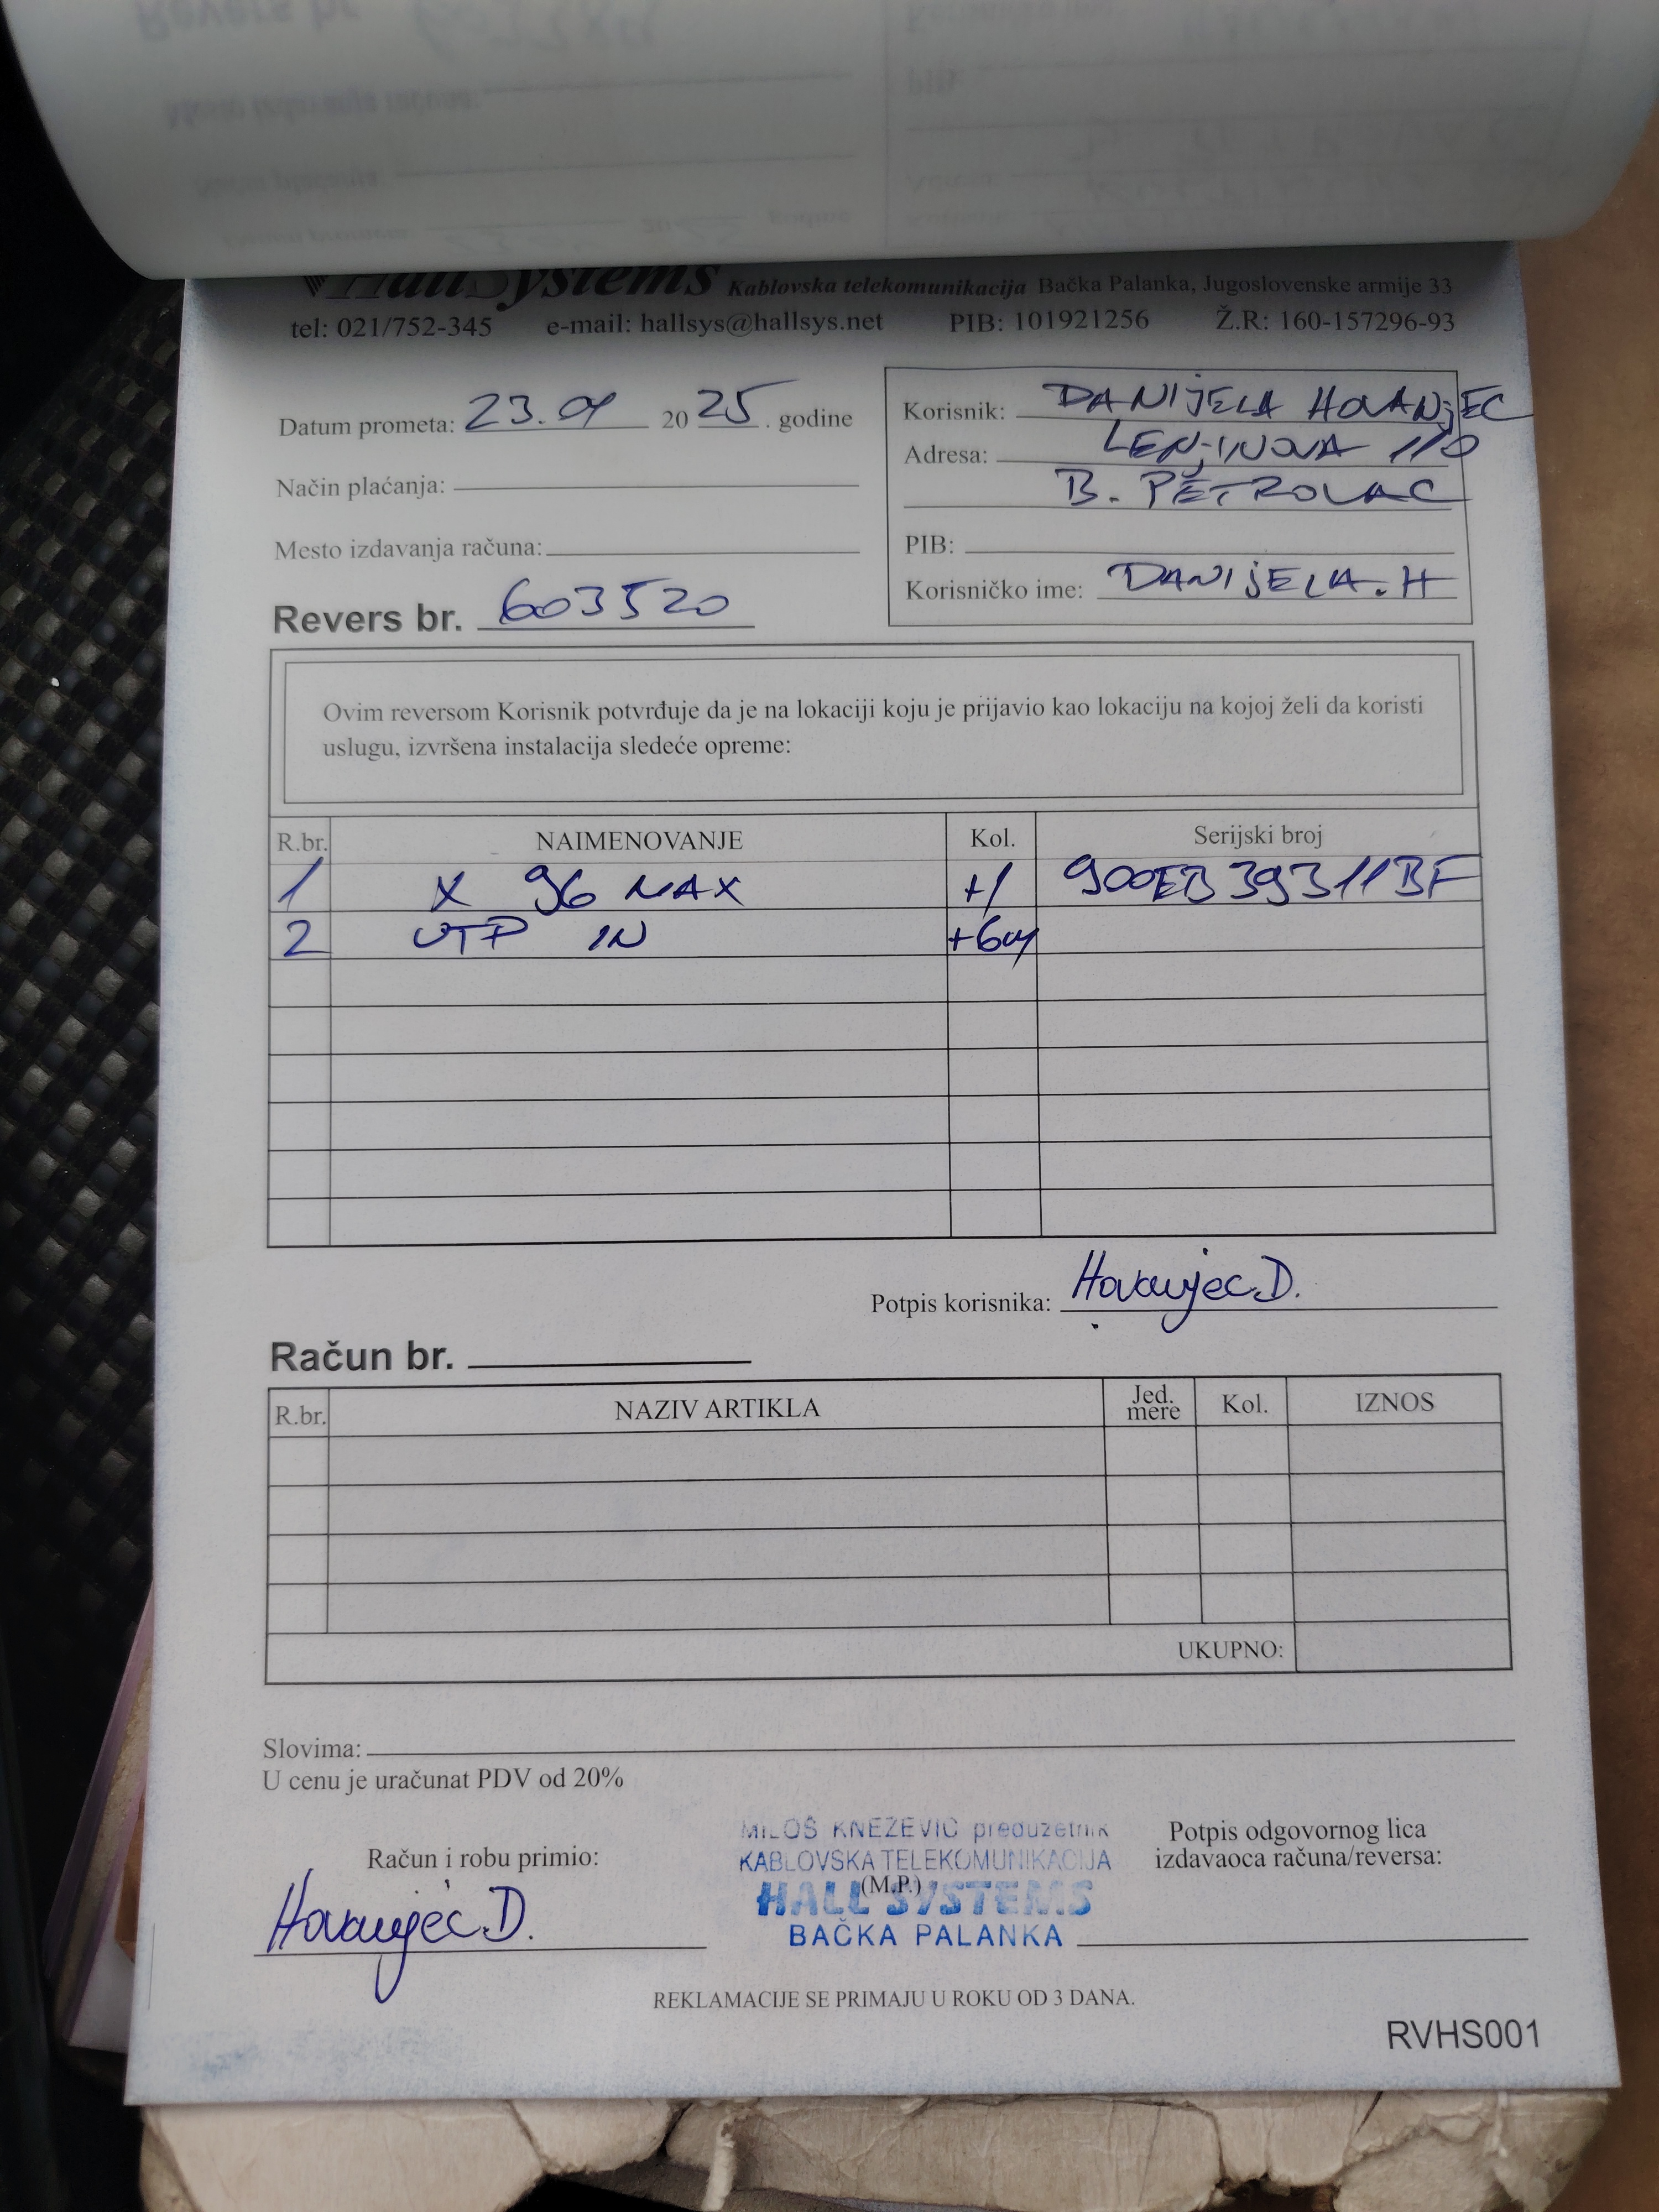 HallSystems Kablovska telekomunikacija Bačka Palanka, Jugoslovenske armije 33
tel: 021/752-345 e-mail: hallsys@hallsys.net PIB: 101921256 Ž.R: 160-157296-93
Datum prometa: 23. 2025. godine
Način plaćanja:
Mesto izdavanja računa:
Revers br. 603520
Korisnik: DANIJELA HOVANJEC
Adresa: LENJINOVA 110
B. PETROVAC
PIB:
Korisničko ime: DANIJELA.H
Ovim reversom Korisnik potvrđuje da je na lokaciji koju je prijavio kao lokaciju na kojoj želi da koristi
uslugu, izvršena instalacija sledeće opreme:
R.br. NAIMENOVANJE Kol. Serijski broj
1 X 96 MAX +1 900EB39311BF
2 UTP IN
Potpis korisnika: Hovanjec.D.
Račun br.
R.br. NAZIV ARTIKLA Jed. mere Kol. IZNOS
UKUPNO:
Slovima:
U cenu je uračunat PDV od 20%
Račun i robu primio:
Hovanjec.D.
MILOŠ KNEŽEVIĆ preduzetnik
KABLOVSKA TELEKOMUNIKACIJA
(M.P.)
HALL SYSTEMS
BAČKA PALANKA
Potpis odgovornog lica
izdavaoca računa/reversa:
REKLAMACIJE SE PRIMAJU U ROKU OD 3 DANA.
RVHS001